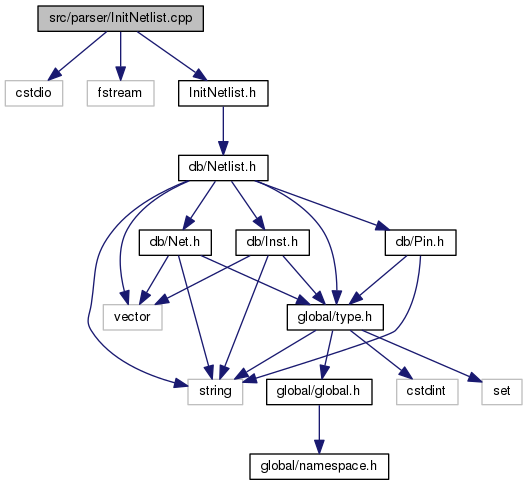 src/parser/InitNetlist.cpp
cstdio
fstream
InitNetlist.h
db/Netlist.h
db/Net.h
db/Inst.h
db/Pin.h
vector
global/type.h
string
global/global.h
cstdint
set
global/namespace.h